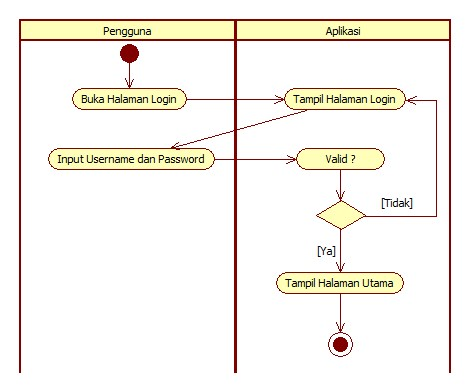 Pengguna
Aplikasi
Buka Halaman Login
Tampil Halaman Login
Input Username dan Password
Valid ?
[Tidak]
[Ya]
Tampil Halaman Utama